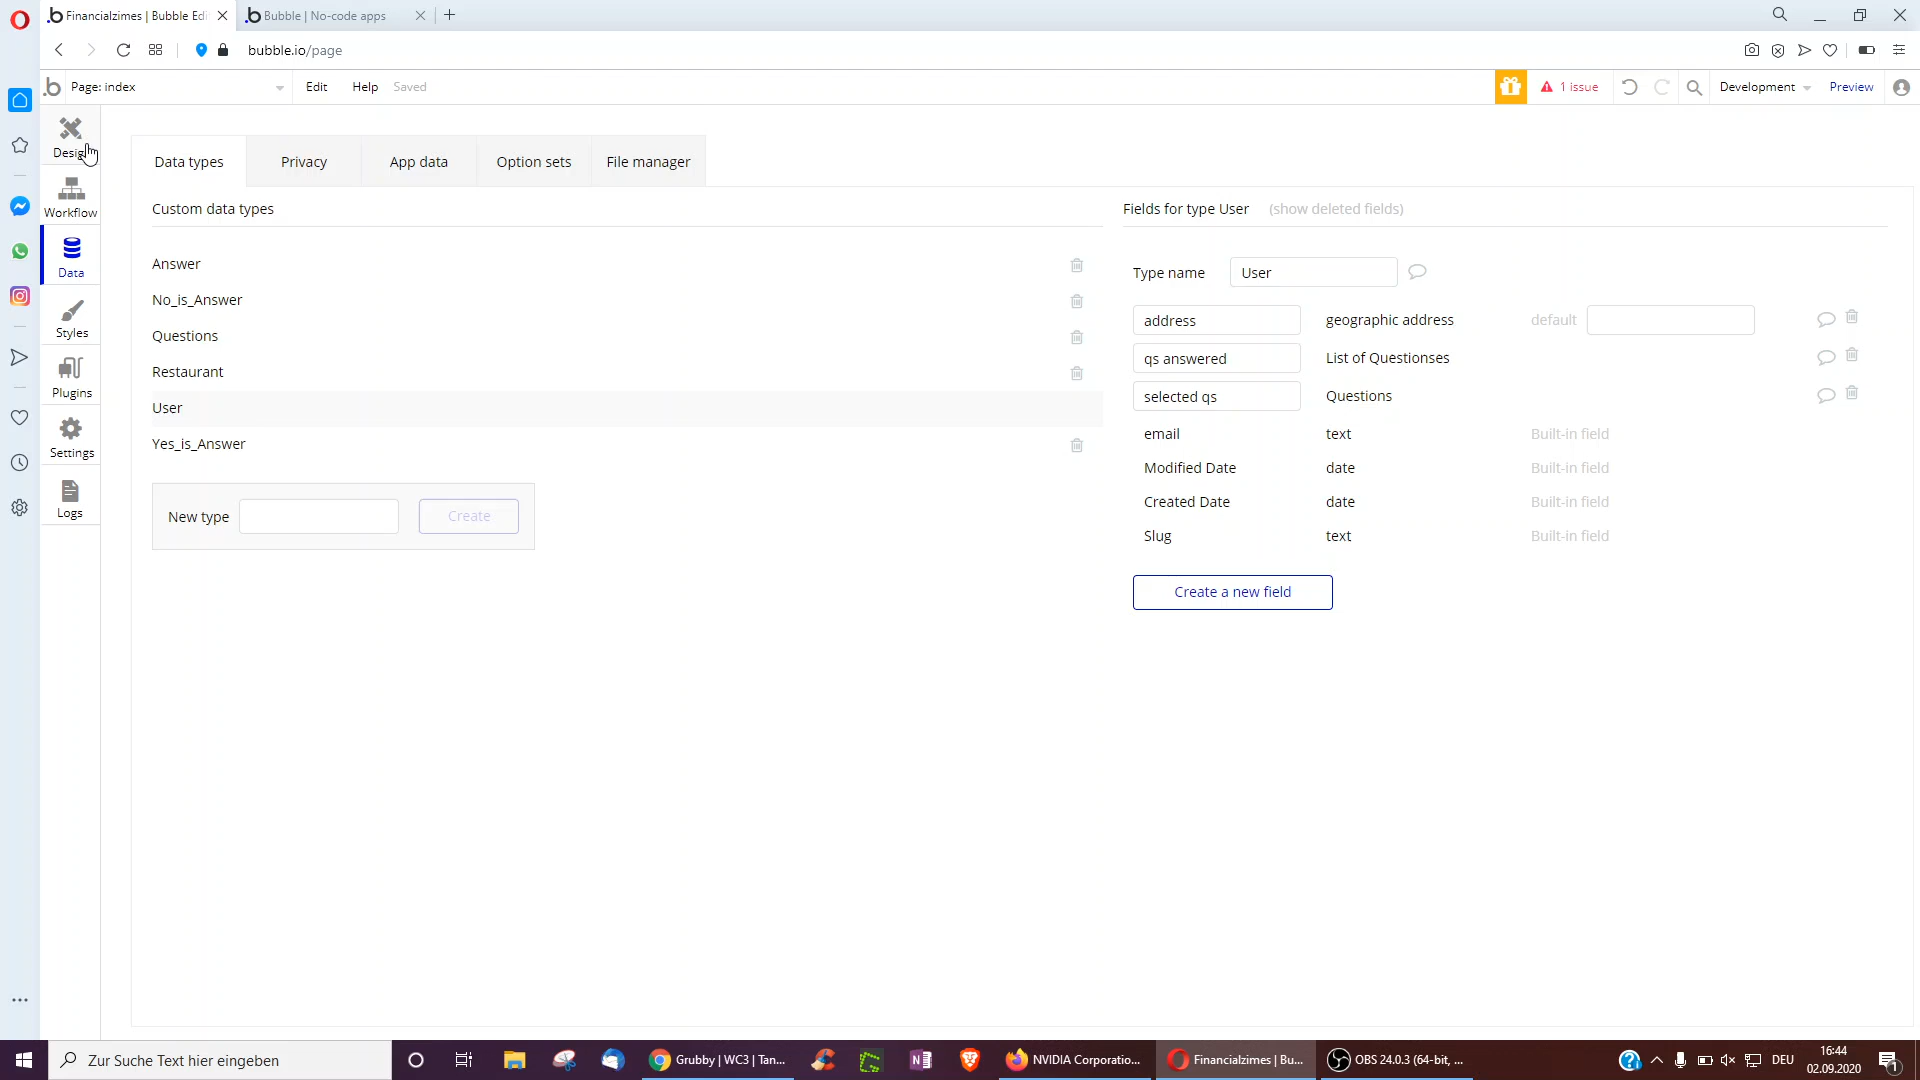 Financialzimes | Bubble Edi
Bubble | No-code apps
bubble.io/page
Page: index
Edit
Help
Saved
1 issue
Development
Preview
Design
Workflow
Data
Styles
Plugins
Settings
Logs
Data types
Privacy
App data
Option sets
File manager
Custom data types
Answer
No_is_Answer
Questions
Restaurant
User
Yes_is_Answer
New type
Create
Fields for type User
(show deleted fields)
Type name
User
address
geographic address
default
qs answered
List of Questionses
selected qs
Questions
email
text
Built-in field
Modified Date
date
Built-in field
Created Date
date
Built-in field
Slug
text
Built-in field
Create a new field
Zur Suche Text hier eingeben
Grubby | WC3 | Tan...
NVIDIA Corporatio...
Financialzimes | Bu...
OBS 24.0.3 (64-bit, ...
DEU
16:44
02.09.2020
1